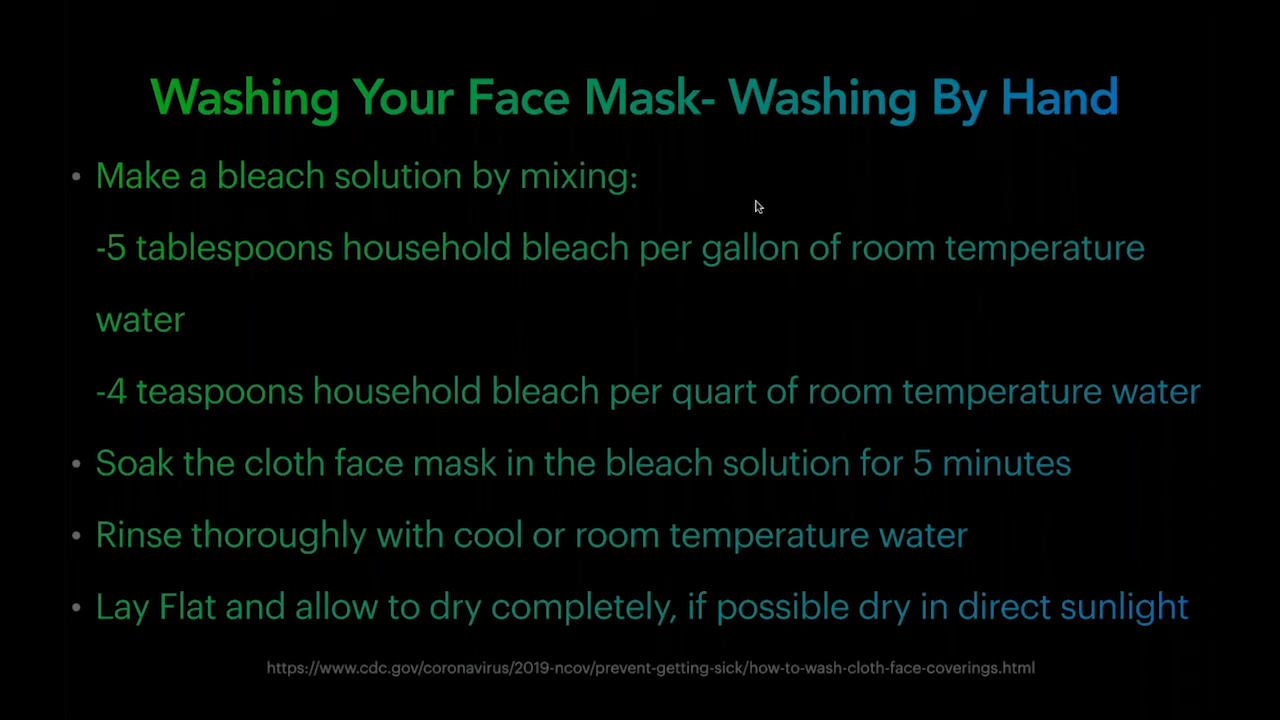 Washing Your Face Mask- Washing By Hand
• Make a bleach solution by mixing:
-5 tablespoons household bleach per gallon of room temperature
water
-4 teaspoons household bleach per quart of room temperature water
• Soak the cloth face mask in the bleach solution for 5 minutes
• Rinse thoroughly with cool or room temperature water
• Lay Flat and allow to dry completely, if possible dry in direct sunlight
https://www.cdc.gov/coronavirus/2019-ncov/prevent-getting-sick/how-to-wash-cloth-face-coverings.html